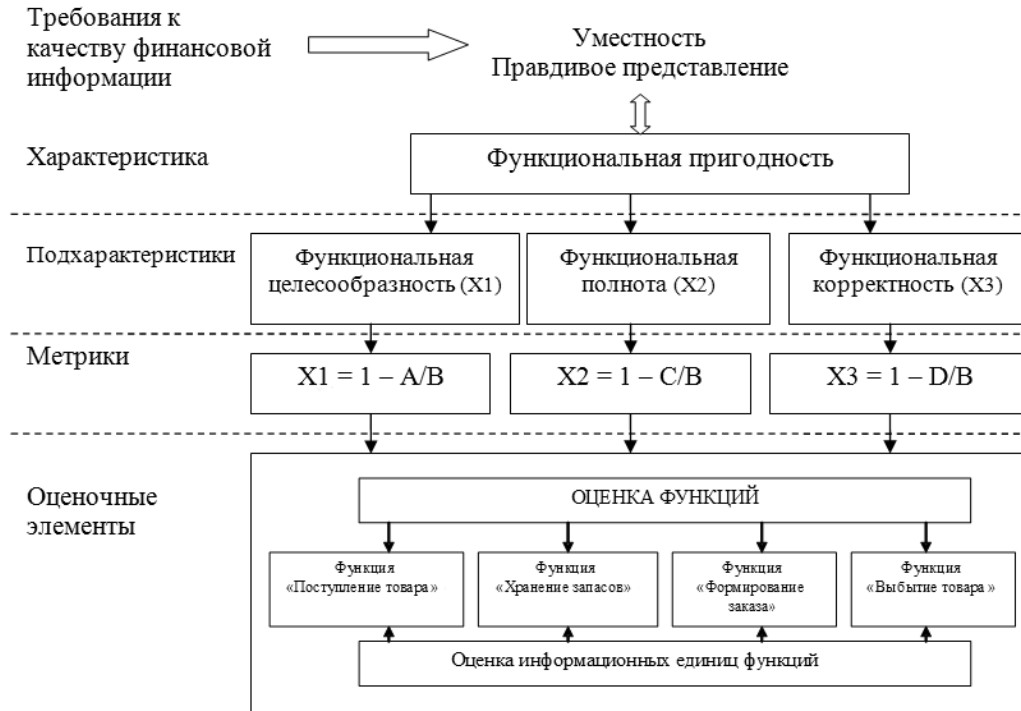 Требования к
качеству финансовой
информации
Уместность
Правдивое представление
Характеристика
Функциональная пригодность
Подхарактеристики
Функциональная
целесообразность (X1)
Функциональная
полнота (X2)
Функциональная
корректность (X3)
Метрики
X1 = 1 – A/B
X2 = 1 – C/B
X3 = 1 – D/B
Оценочные
элементы
ОЦЕНКА ФУНКЦИЙ
Функция
«Поступление товара»
Функция
«Хранение запасов»
Функция
«Формирование
заказа»
Функция
«Выбытие товара»
Оценка информационных единиц функций